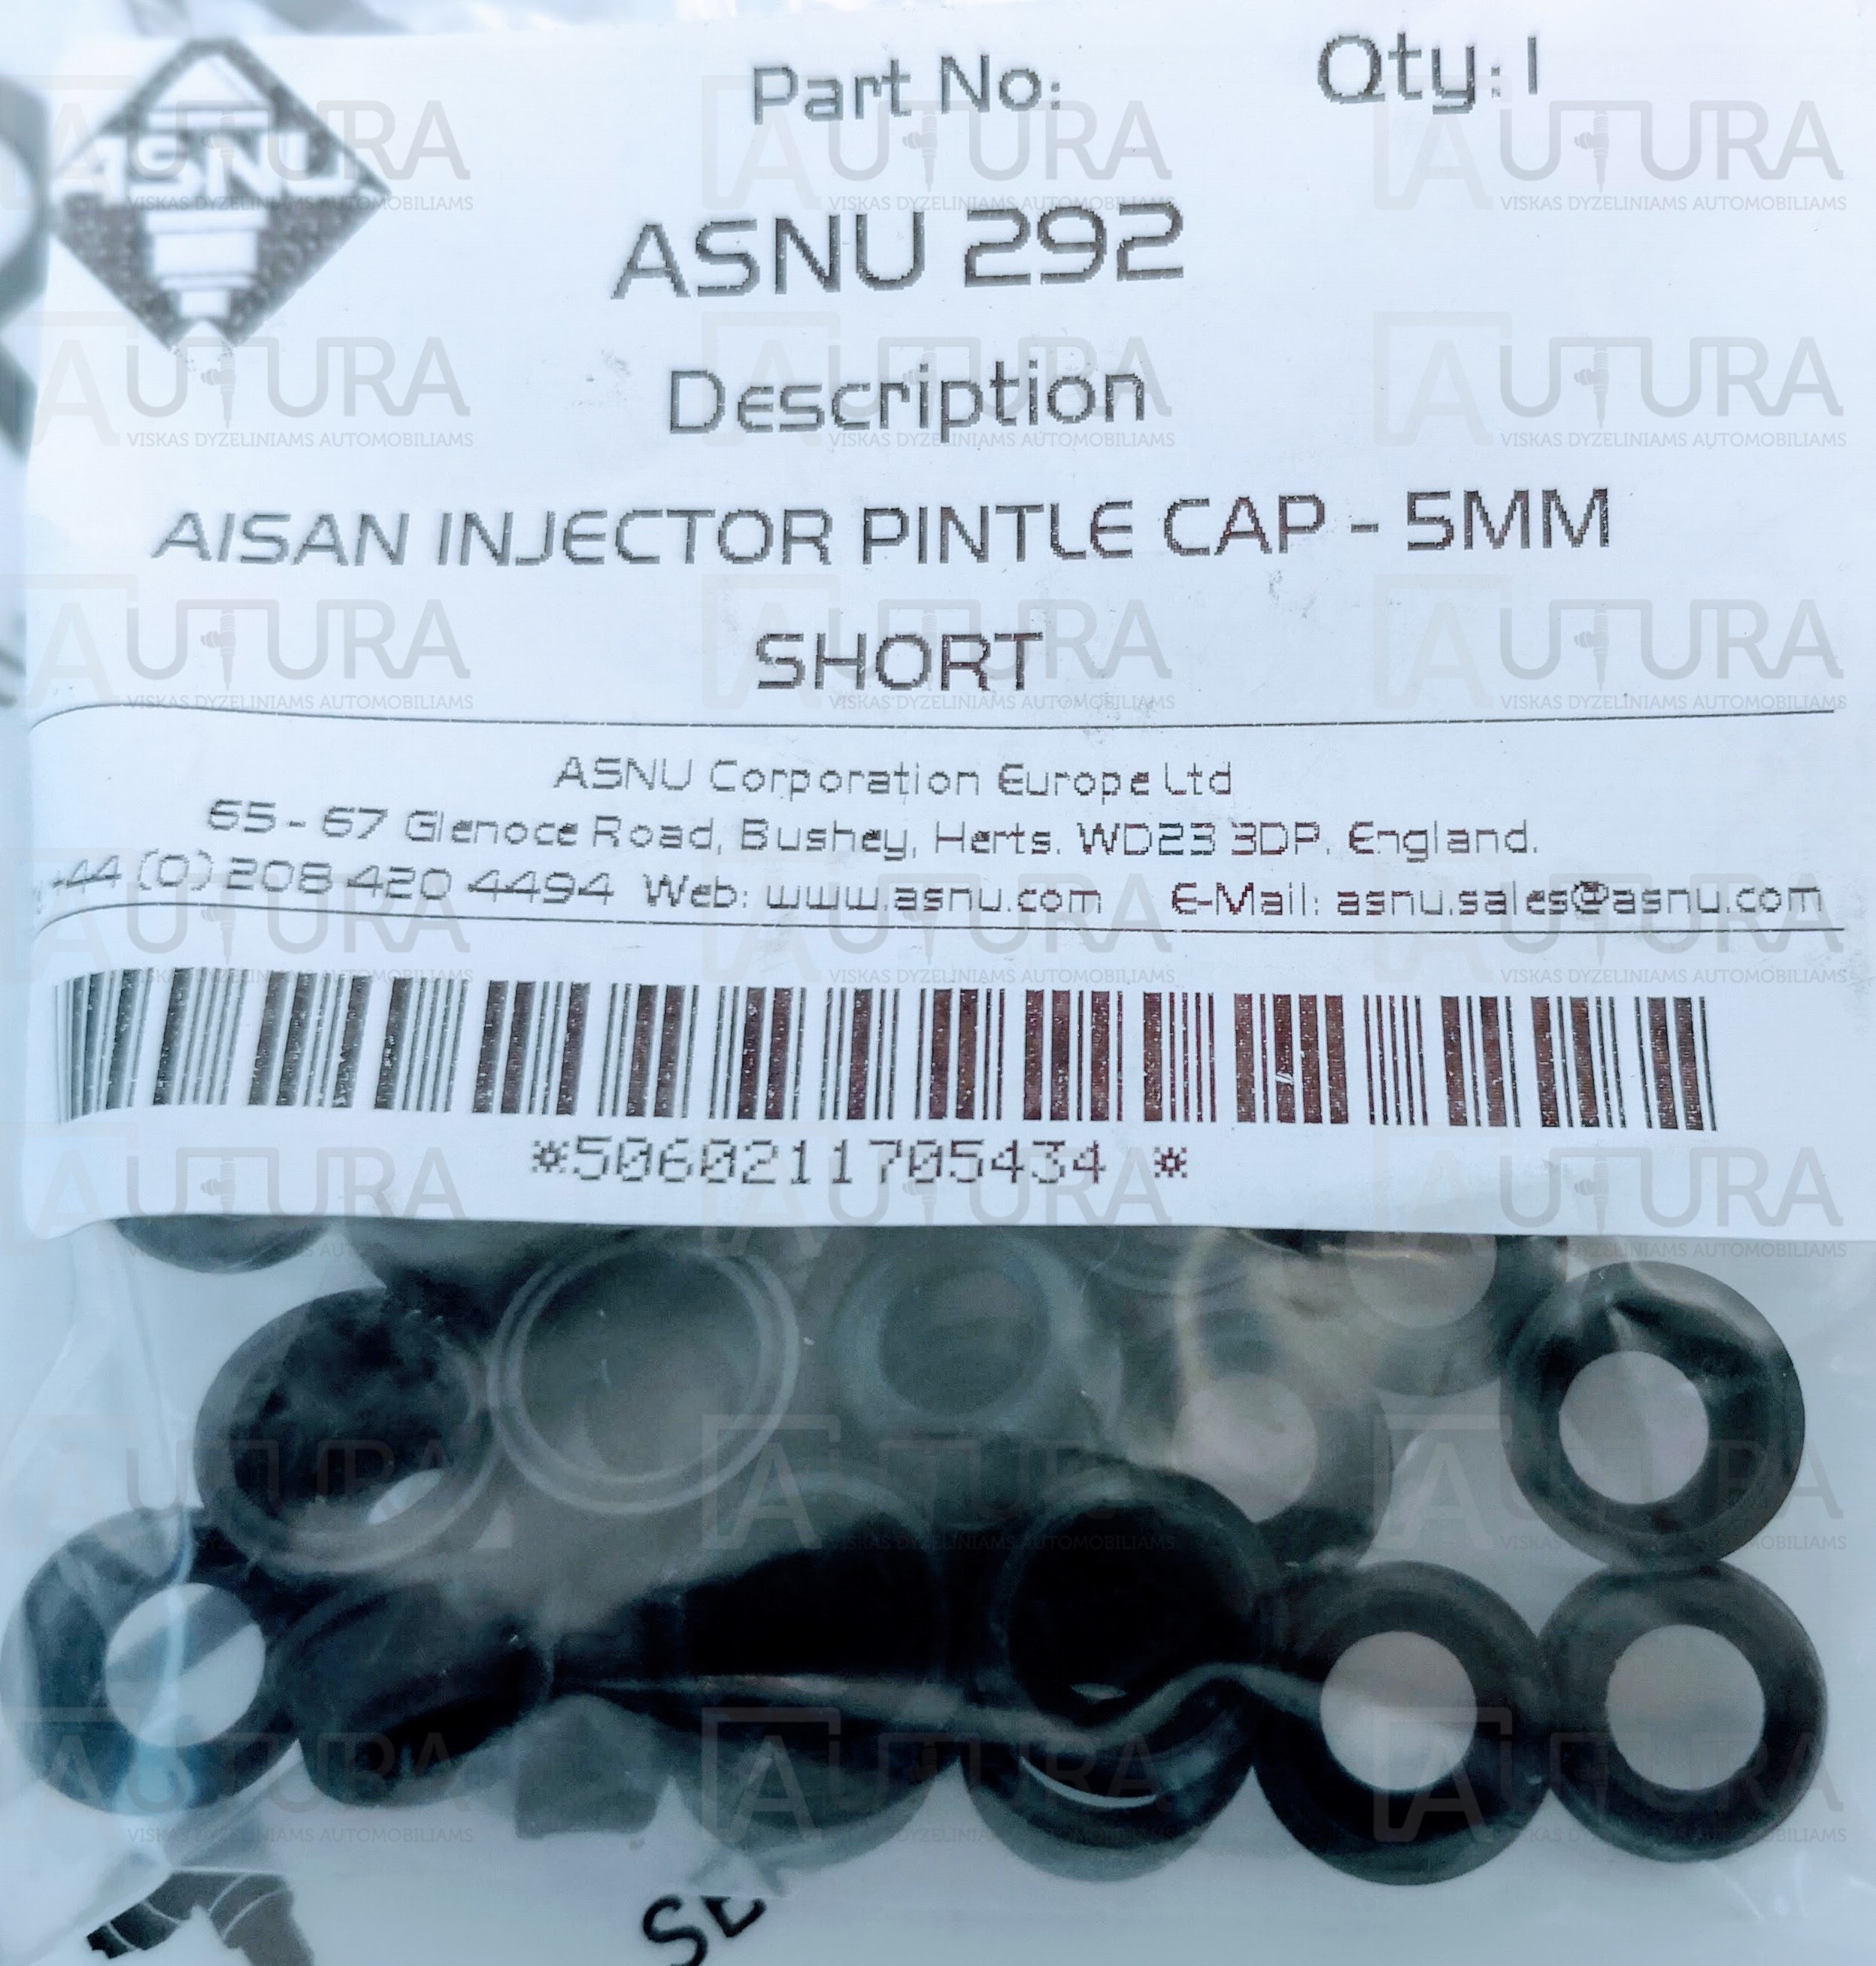 Part No: Qty: 1
ASNU
ASNU 292
Description
AISAN INJECTOR PINTLE CAP - 5MM
SHORT
ASNU Corporation Europe Ltd
65 - 67 Glencoe Road, Bushey, Herts. WD23 3DP. England.
+44 (0) 208 420 4494 Web: www.asnu.com E-Mail: asnu.sales@asnu.com
*5060211705434 *
AUTURA
VISKAS DYZELINIAMS AUTOMOBILIAMS